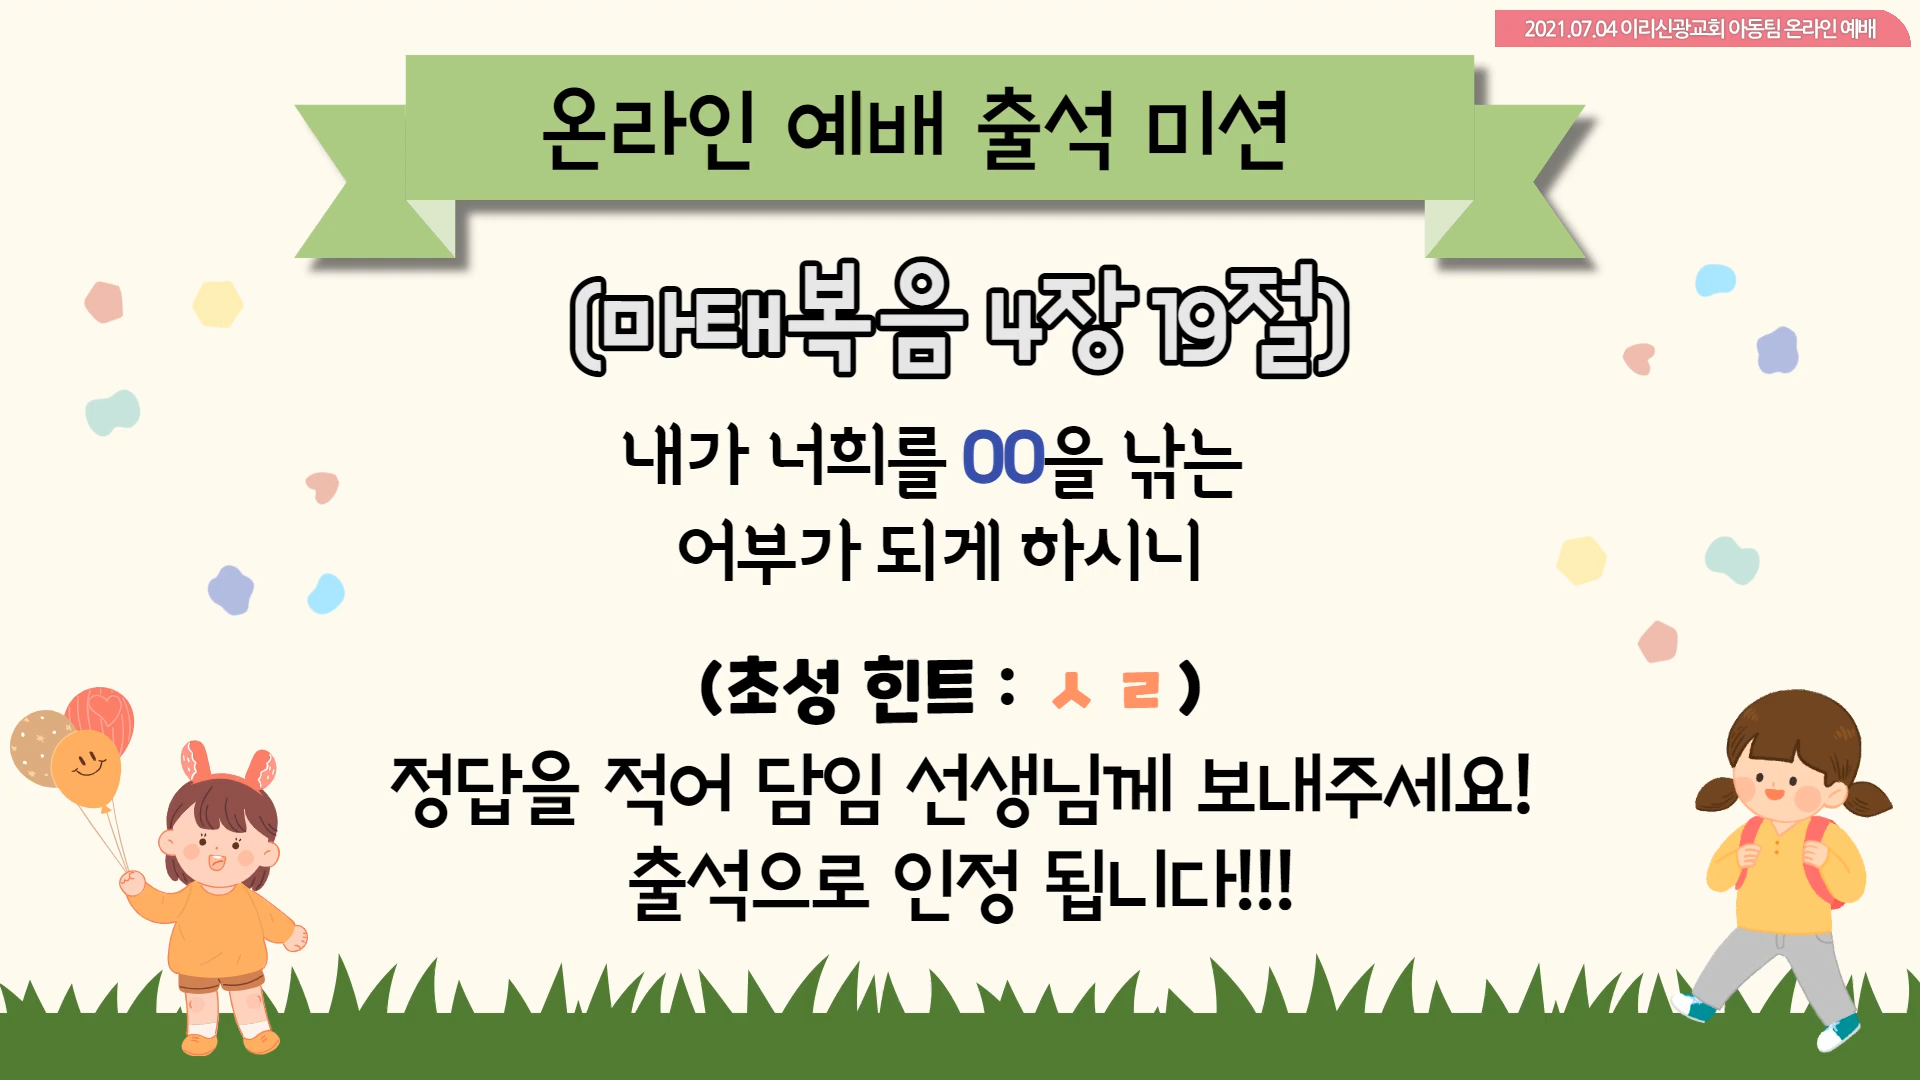 2021.07.04 이리신광교회 아동팀 온라인 예배
온라인 예배 출석 미션
(마태복음 4장 19절)
내가 너희를 OO을 낚는
어부가 되게 하시니
(초성 힌트 : ㅅ ㄹ )
정답을 적어 담임 선생님께 보내주세요!
출석으로 인정 됩니다!!!